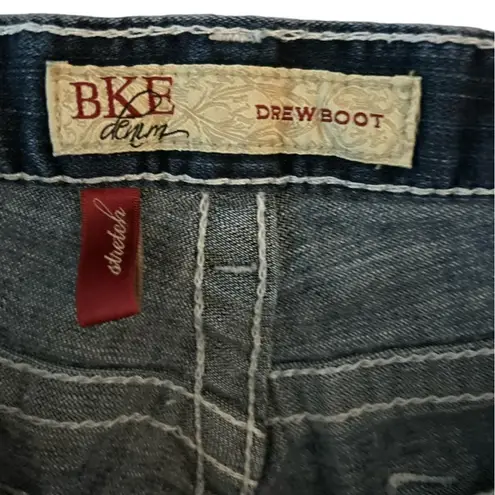 BKE
denim
DREW BOOT
stretch